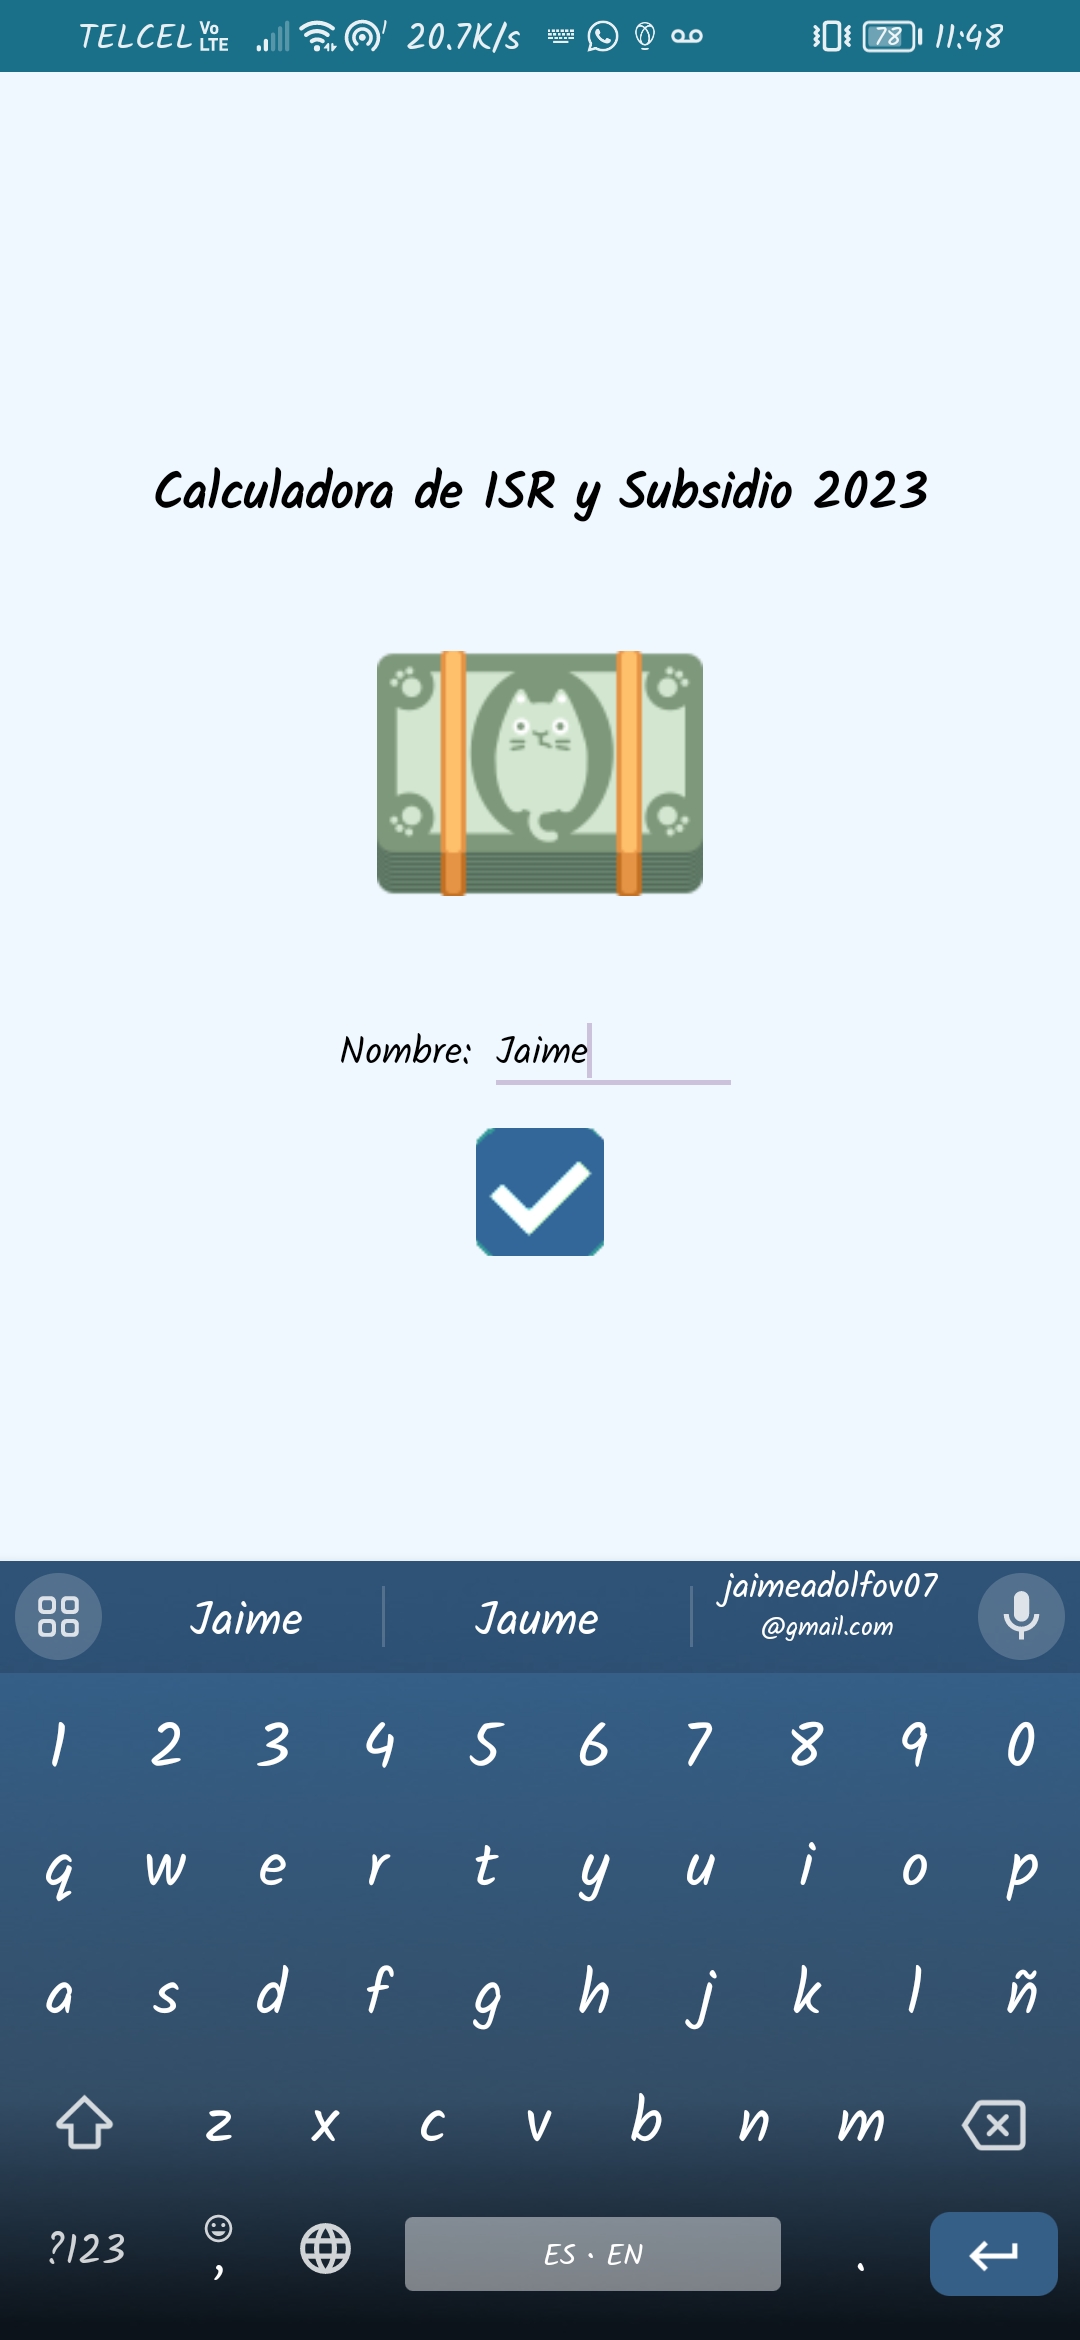 TELCEL Vo LTE 20.7K/s 78 11:48
Calculadora de ISR y Subsidio 2023
Nombre: Jaime
Jaime Jaume jaimeadolfov07
@gmail.com
1 2 3 4 5 6 7 8 9 0
q w e r t y u i o p
a s d f g h j k l ñ
z x c v b n m
?123 , ES · EN .